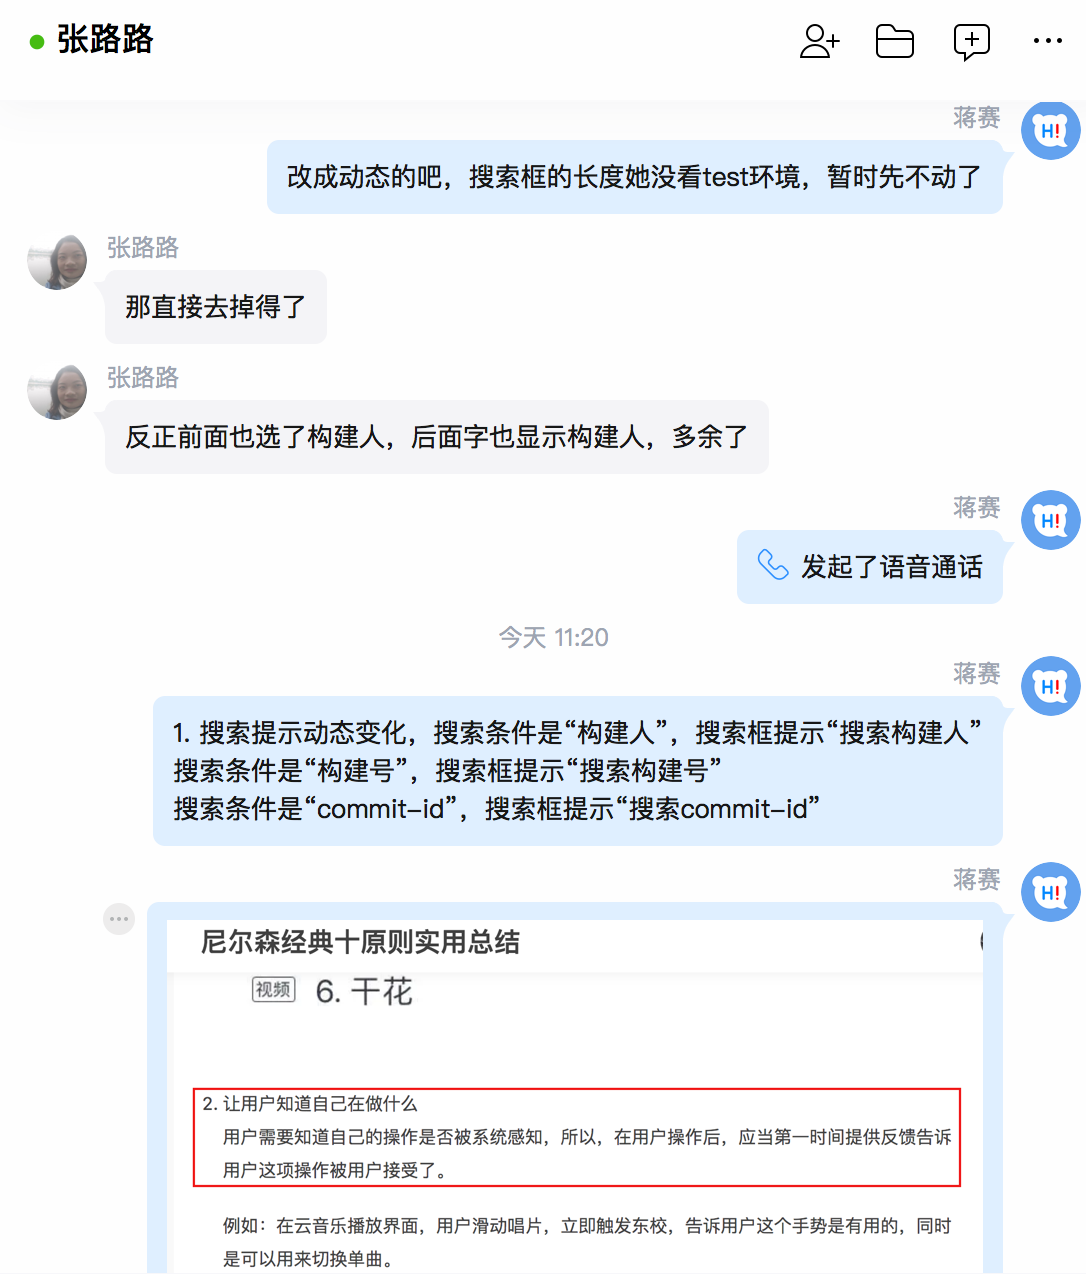 张路路
蒋赛
H!
改成动态的吧，搜索框的长度她没看test环境，暂时先不动了
张路路
那直接去掉得了
张路路
反正前面也选了构建人，后面字也显示构建人，多余了
蒋赛
H!
发起了语音通话
今天 11:20
蒋赛
H!
1. 搜索提示动态变化，搜索条件是“构建人”，搜索框提示“搜索构建人”
搜索条件是“构建号”，搜索框提示“搜索构建号”
搜索条件是“commit-id”，搜索框提示“搜索commit-id”
蒋赛
H!
尼尔森经典十原则实用总结
视频 6. 干花
2. 让用户知道自己在做什么
用户需要知道自己的操作是否被系统感知，所以，在用户操作后，应当第一时间提供反馈告诉
用户这项操作被用户接受了。
例如：在云音乐播放界面，用户滑动唱片，立即触发东校，告诉用户这个手势是有用的，同时
是可以用来切换单曲。